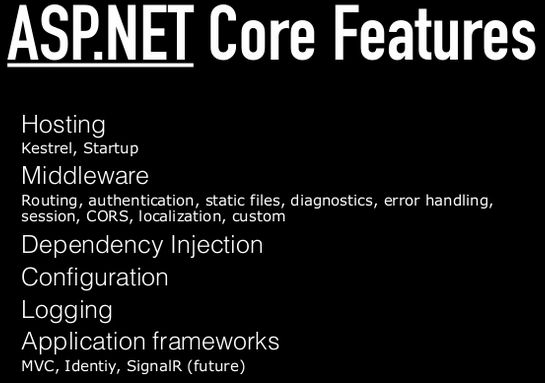 ASP.NET Core Features
Hosting
Kestrel, Startup
Middleware
Routing, authentication, static files, diagnostics, error handling,
session, CORS, localization, custom
Dependency Injection
Configuration
Logging
Application frameworks
MVC, Identiy, SignalR (future)